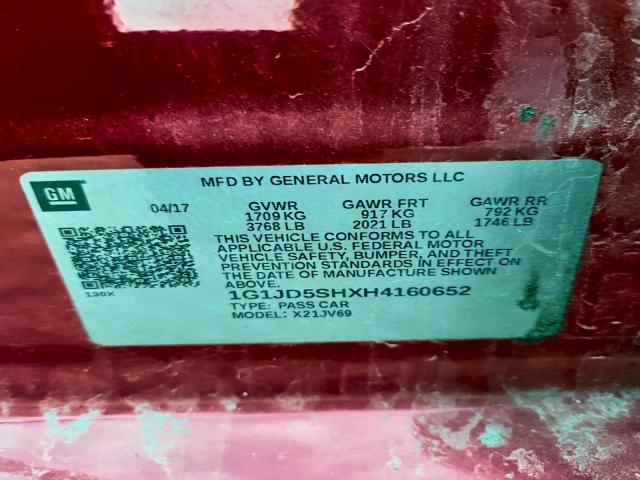 MFD BY GENERAL MOTORS LLC
GM
04/17 GVWR GAWR FRT GAWR RR
1709 KG 917 KG 792 KG
3768 LB 2021 LB 1746 LB
THIS VEHICLE CONFORMS TO ALL
APPLICABLE U.S. FEDERAL MOTOR
VEHICLE SAFETY, BUMPER, AND THEFT
PREVENTION STANDARDS IN EFFECT ON
THE DATE OF MANUFACTURE SHOWN
ABOVE.
130X
1G1JD5SHXH4160652
TYPE: PASS CAR
MODEL: X21JV69